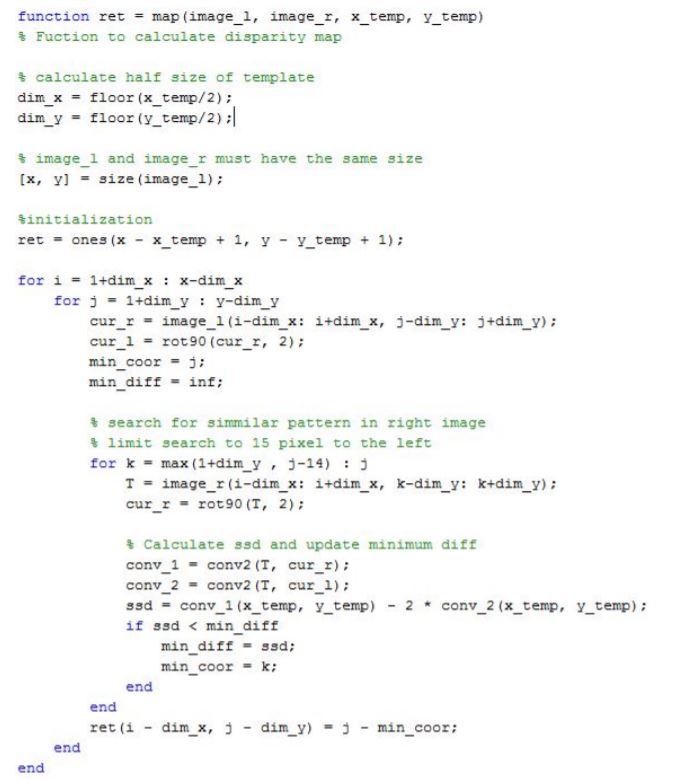 function ret = map(image_l, image_r, x_temp, y_temp)
% Fuction to calculate disparity map

% calculate half size of template
dim_x = floor(x_temp/2);
dim_y = floor(y_temp/2);

% image_l and image_r must have the same size
[x, y] = size(image_l);

%initialization
ret = ones(x - x_temp + 1, y - y_temp + 1);

for i = 1+dim_x : x-dim_x
    for j = 1+dim_y : y-dim_y
        cur_r = image_l(i-dim_x: i+dim_x, j-dim_y: j+dim_y);
        cur_l = rot90(cur_r, 2);
        min_coor = j;
        min_diff = inf;

        % search for simmilar pattern in right image
        % limit search to 15 pixel to the left
        for k = max(1+dim_y , j-14) : j
            T = image_r(i-dim_x: i+dim_x, k-dim_y: k+dim_y);
            cur_r = rot90(T, 2);

            % Calculate ssd and update minimum diff
            conv_1 = conv2(T, cur_r);
            conv_2 = conv2(T, cur_l);
            ssd = conv_1(x_temp, y_temp) - 2 * conv_2(x_temp, y_temp);
            if ssd < min_diff
                min_diff = ssd;
                min_coor = k;
            end
        end
        ret(i - dim_x, j - dim_y) = j - min_coor;
    end
end